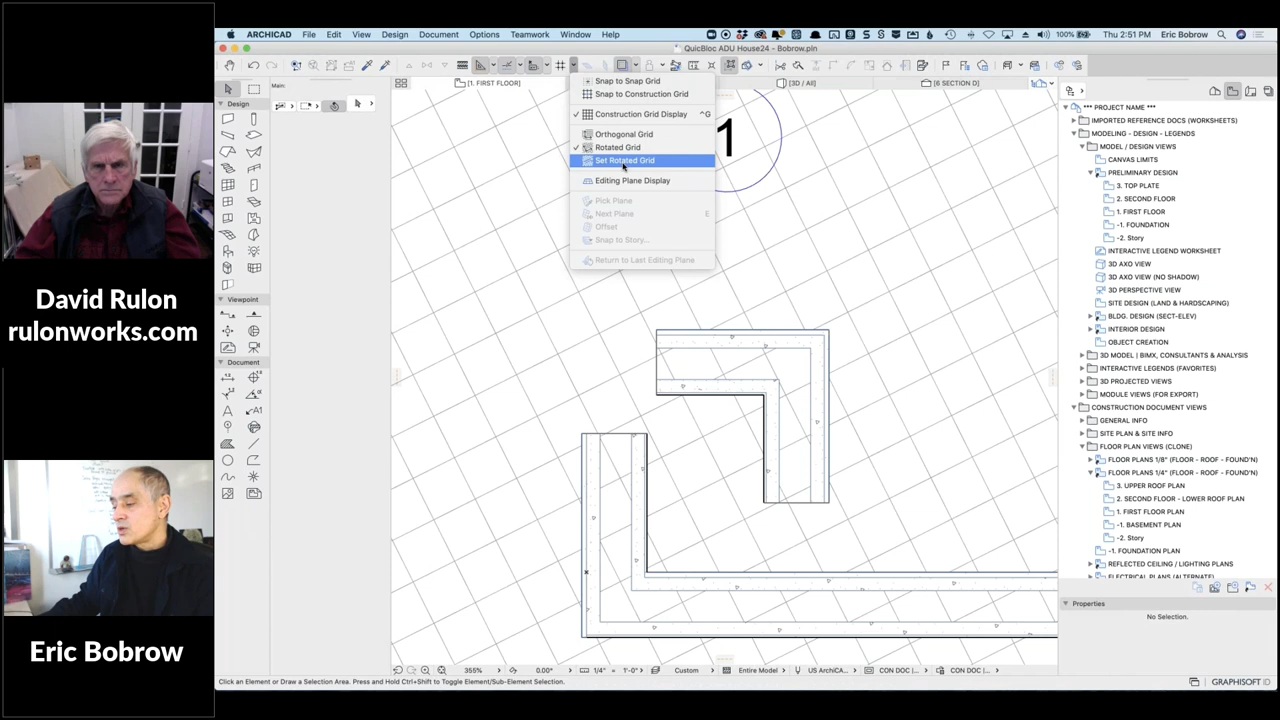 ARCHICAD File Edit View Design Document Options Teamwork Window Help 100% Thu 2:51 PM Eric Bobrow
QuicBloc ADU House24 - Bobrow.pln
Main:
[1. FIRST FLOOR]
[3D / All]
[6 SECTION D]
Design
Viewpoint
Document
Snap to Snap Grid
Snap to Construction Grid
Construction Grid Display ^G
Orthogonal Grid
Rotated Grid
Set Rotated Grid
Editing Plane Display
Pick Plane
Next Plane E
Offset
Snap to Story...
Return to Last Editing Plane
1
*** PROJECT NAME ***
IMPORTED REFERENCE DOCS (WORKSHEETS)
MODELING - DESIGN - LEGENDS
MODEL / DESIGN VIEWS
CANVAS LIMITS
PRELIMINARY DESIGN
3. TOP PLATE
2. SECOND FLOOR
1. FIRST FLOOR
-1. FOUNDATION
-2. Story
INTERACTIVE LEGEND WORKSHEET
3D AXO VIEW
3D AXO VIEW (NO SHADOW)
3D PERSPECTIVE VIEW
SITE DESIGN (LAND & HARDSCAPING)
BLDG. DESIGN (SECT-ELEV)
INTERIOR DESIGN
OBJECT CREATION
3D MODEL | BIMX, CONSULTANTS & ANALYSIS
INTERACTIVE LEGENDS (FAVORITES)
3D PROJECTED VIEWS
MODULE VIEWS (FOR EXPORT)
CONSTRUCTION DOCUMENT VIEWS
GENERAL INFO
SITE PLAN & SITE INFO
FLOOR PLAN VIEWS (CLONE)
FLOOR PLANS 1/8" (FLOOR - ROOF - FOUND'N)
FLOOR PLANS 1/4" (FLOOR - ROOF - FOUND'N)
3. UPPER ROOF PLAN
2. SECOND FLOOR - LOWER ROOF PLAN
1. FIRST FLOOR PLAN
-1. BASEMENT PLAN
-2. Story
-1. FOUNDATION PLAN
REFLECTED CEILING / LIGHTING PLANS
ELECTRICAL PLANS (ALTERNATE)
Properties
No Selection.
355% 0.00° 1/4" = 1'-0" Custom Entire Model US ArchiCA... CON DOC |... CON DOC |...
Click an Element or Draw a Selection Area. Press and Hold Ctrl+Shift to Toggle Element/Sub-Element Selection.
GRAPHISOFT ID
David Rulon
rulonworks.com
Eric Bobrow